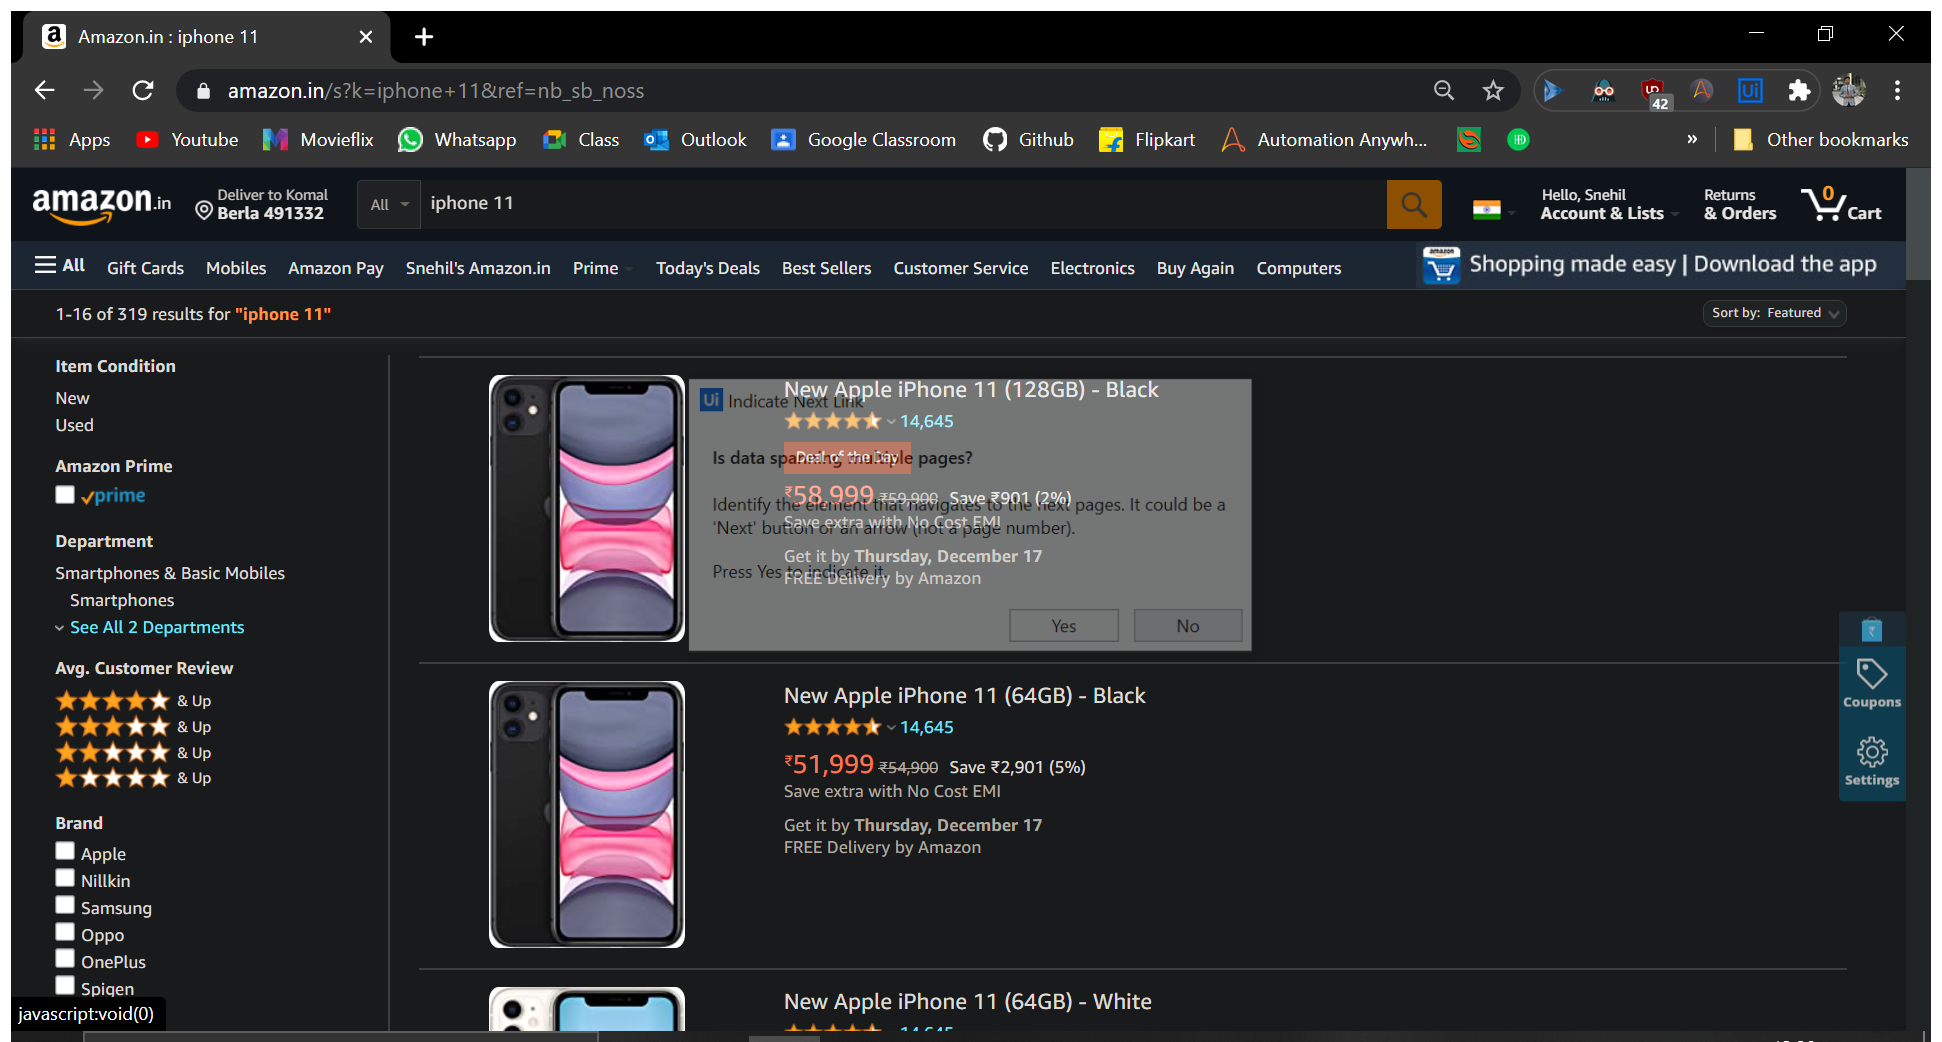 Amazon.in : iphone 11
amazon.in/s?k=iphone+11&ref=nb_sb_noss
42
Apps Youtube Movieflix Whatsapp Class Outlook Google Classroom Github Flipkart Automation Anywh... » Other bookmarks
amazon.in
Deliver to Komal
Berla 491332
All
iphone 11
Hello, Snehil
Account & Lists
Returns
& Orders
0
Cart
All Gift Cards Mobiles Amazon Pay Snehil's Amazon.in Prime Today's Deals Best Sellers Customer Service Electronics Buy Again Computers
Shopping made easy | Download the app
1-16 of 319 results for "iphone 11"
Sort by: Featured
Item Condition
New
Used
Amazon Prime
prime
Department
Smartphones & Basic Mobiles
Smartphones
See All 2 Departments
Avg. Customer Review
& Up
& Up
& Up
& Up
Brand
Apple
Nillkin
Samsung
Oppo
OnePlus
Spigen
javascript:void(0)
New Apple iPhone 11 (128GB) - Black
14,645
Deal of the Day
₹58,999 ₹59,900 Save ₹901 (2%)
Save extra with No Cost EMI
Get it by Thursday, December 17
FREE Delivery by Amazon
Ui Indicate Next Link
Is data spanning multiple pages?
Identify the element that navigates to the next pages. It could be a
'Next' button or an arrow (not a page number).
Press Yes to indicate it.
Yes No
New Apple iPhone 11 (64GB) - Black
14,645
₹51,999 ₹54,900 Save ₹2,901 (5%)
Save extra with No Cost EMI
Get it by Thursday, December 17
FREE Delivery by Amazon
New Apple iPhone 11 (64GB) - White
14,645
Coupons
Settings